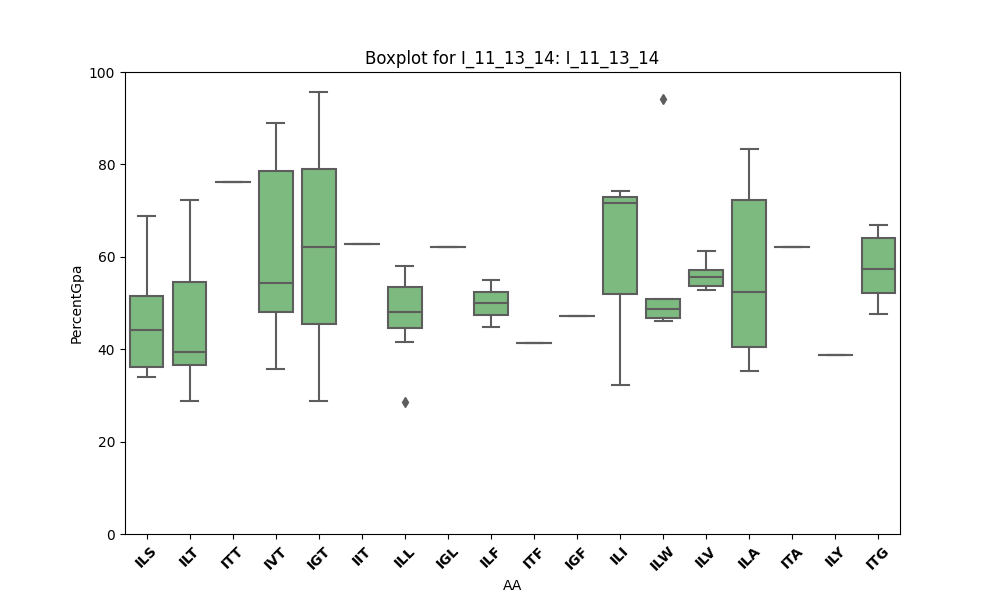 Boxplot for I_11_13_14: I_11_13_14
PercentGpa
100
80
60
40
20
0
ILS ILT ITT IVT IGT IIT ILL IGL ILF ITF IGF ILI ILW ILV ILA ITA ILY ITG
AA